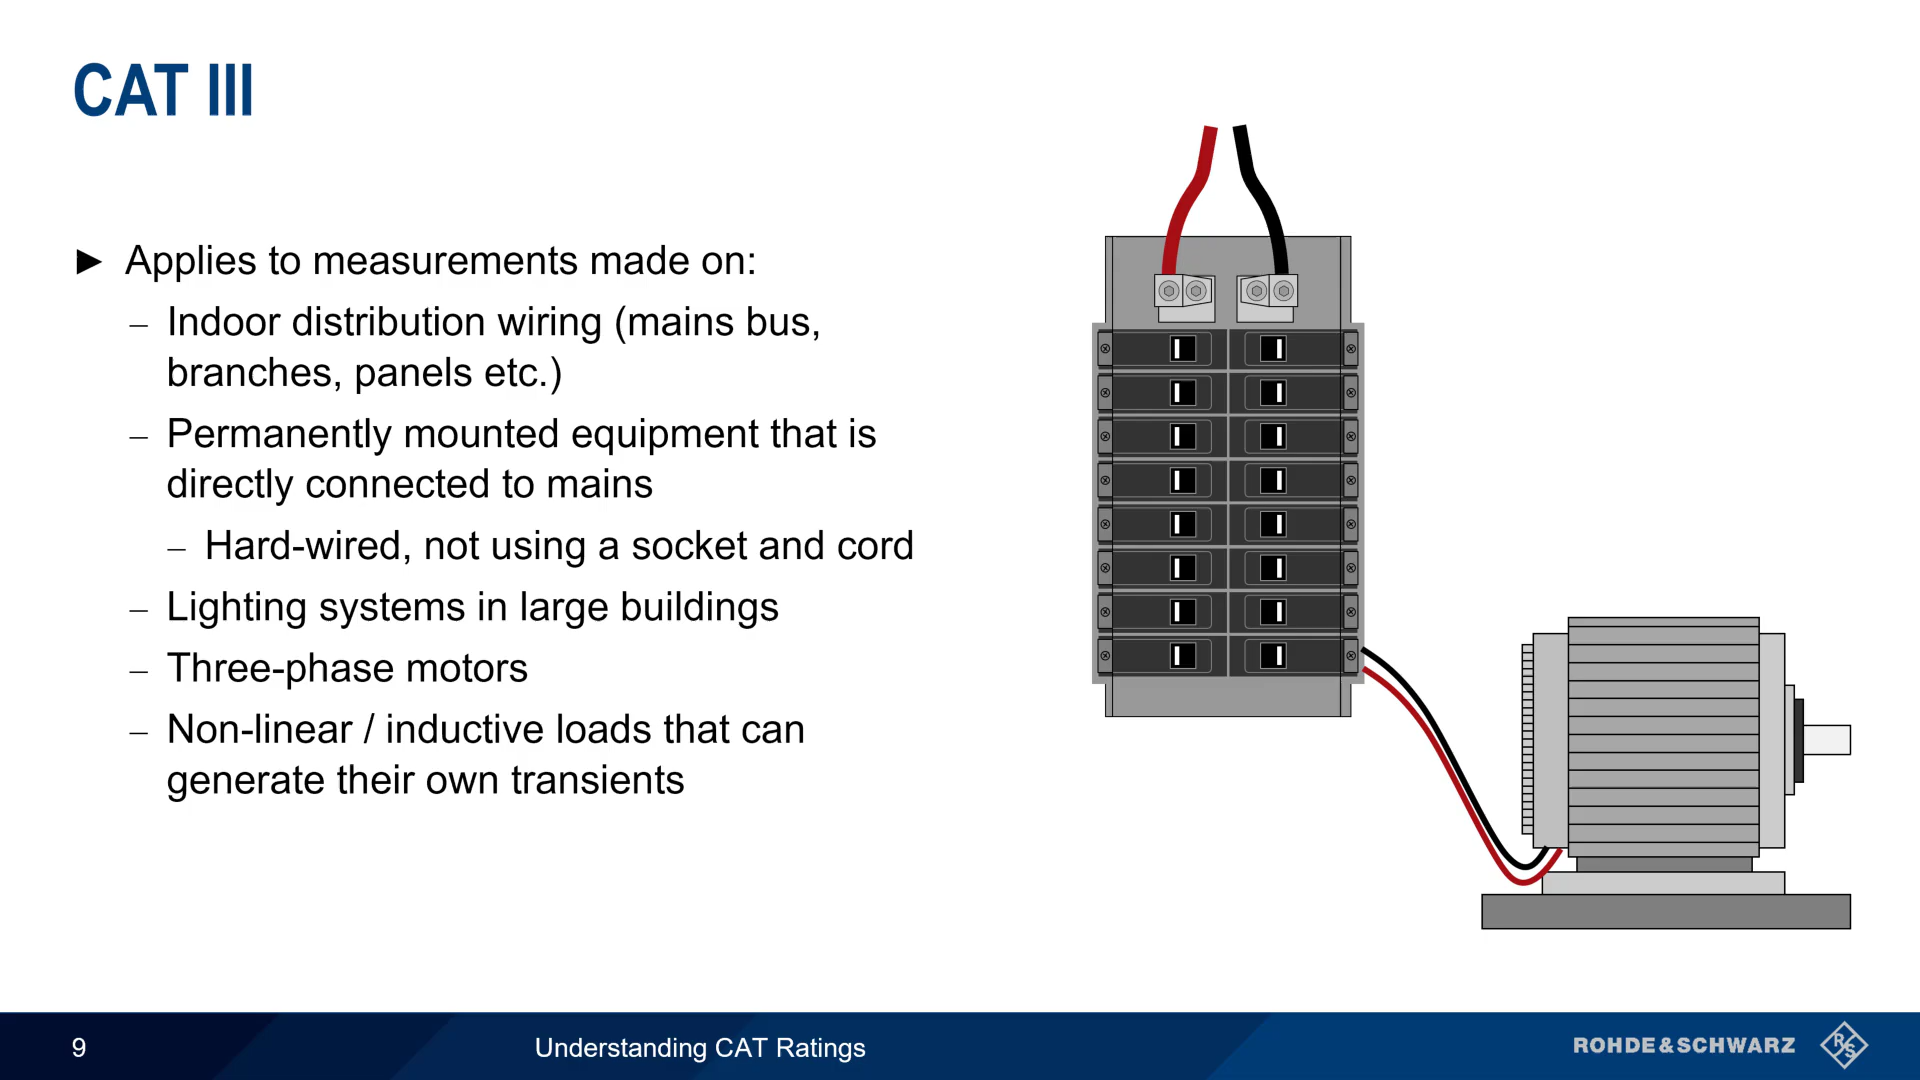 CAT III
► Applies to measurements made on:
– Indoor distribution wiring (mains bus,
branches, panels etc.)
– Permanently mounted equipment that is
directly connected to mains
– Hard-wired, not using a socket and cord
– Lighting systems in large buildings
– Three-phase motors
– Non-linear / inductive loads that can
generate their own transients
9
Understanding CAT Ratings
ROHDE&SCHWARZ
R&S